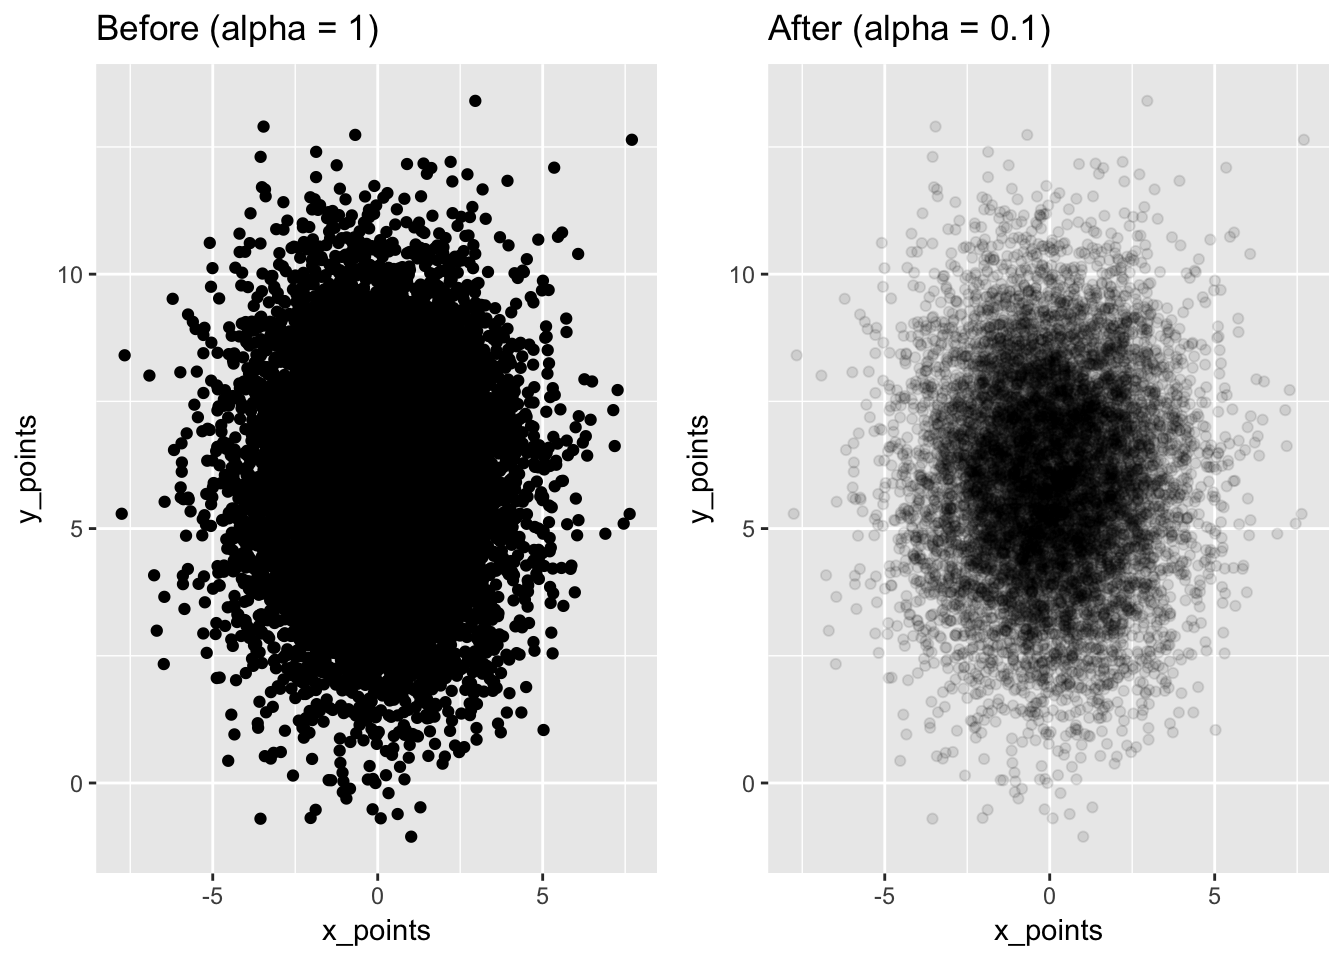 Before (alpha = 1)
10
5
0
y_points
-5
0
5
x_points
After (alpha = 0.1)
10
5
0
y_points
-5
0
5
x_points